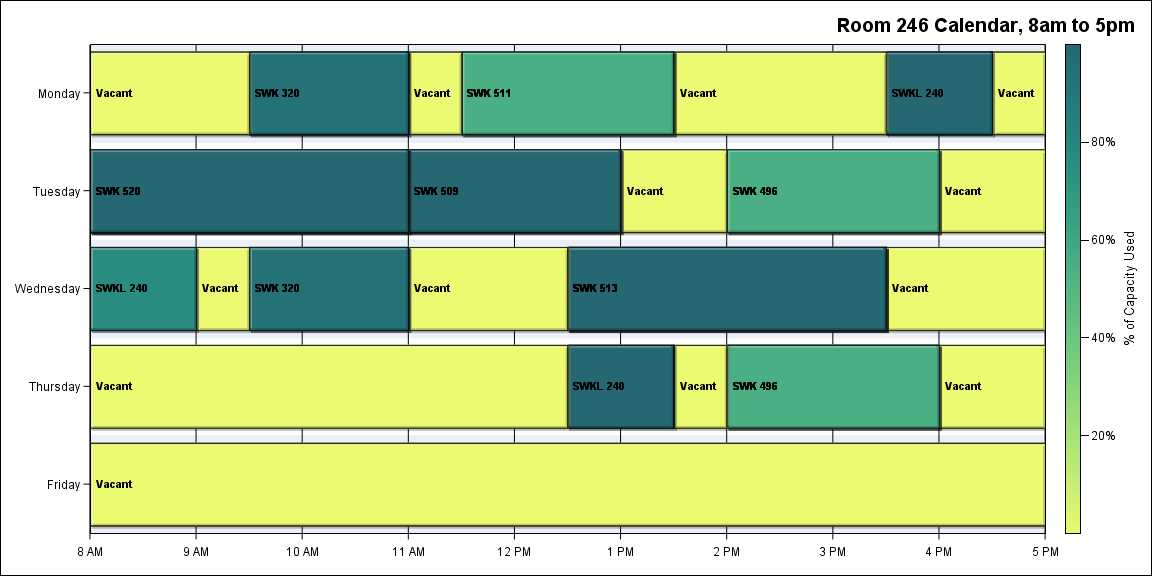 Room 246 Calendar, 8am to 5pm
Monday
Vacant
SWK 320
Vacant
SWK 511
Vacant
SWKL 240
Vacant
Tuesday
SWK 520
SWK 509
Vacant
SWK 496
Vacant
Wednesday
SWKL 240
Vacant
SWK 320
Vacant
SWK 513
Vacant
Thursday
Vacant
SWKL 240
Vacant
SWK 496
Vacant
Friday
Vacant
8 AM
9 AM
10 AM
11 AM
12 PM
1 PM
2 PM
3 PM
4 PM
5 PM
80%
60%
40%
20%
% of Capacity Used